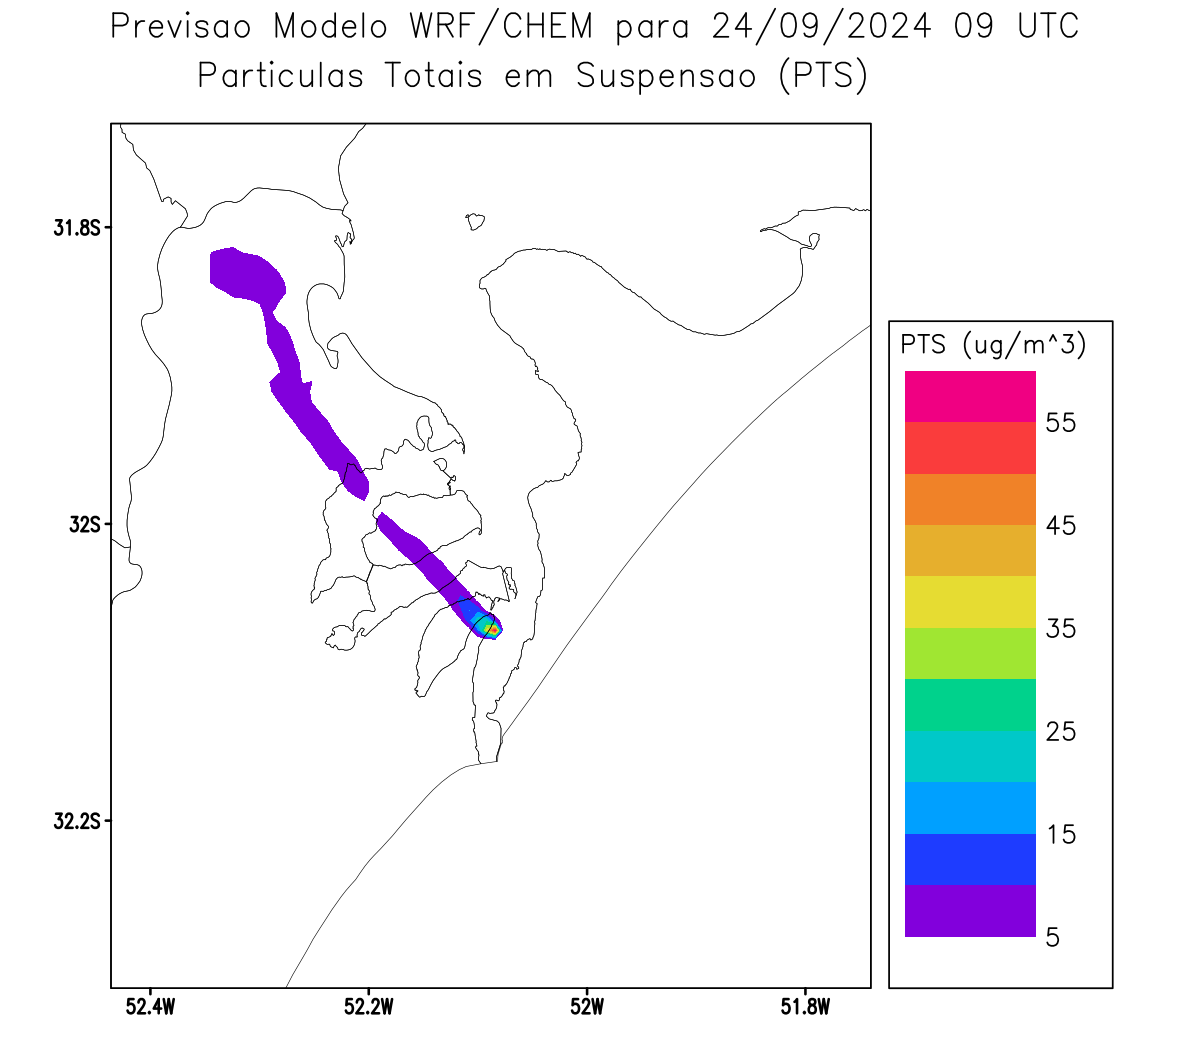 Previsao Modelo WRF/CHEM para 24/09/2024 09 UTC
Particulas Totais em Suspensao (PTS)
31.8S
32S
32.2S
52.4W
52.2W
52W
51.8W
PTS (ug/m^3)
55
45
35
25
15
5